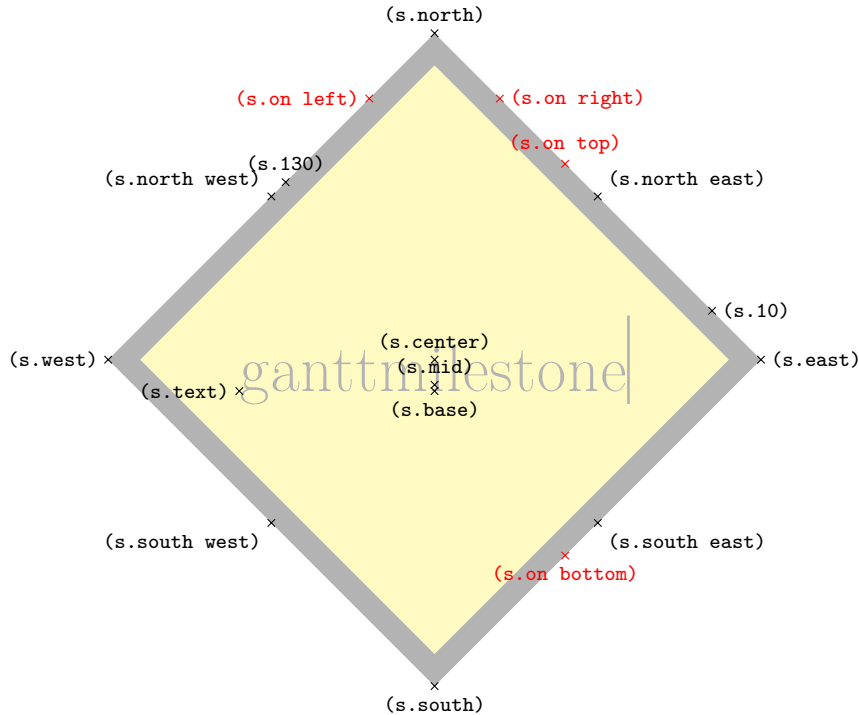 (s.north)
(s.on left)
(s.on right)
(s.on top)
(s.130)
(s.north west)
(s.north east)
(s.10)
(s.center)
(s.west)
(s.east)
(s.mid)
ganttmilestone
(s.text)
(s.base)
(s.south west)
(s.south east)
(s.on bottom)
(s.south)